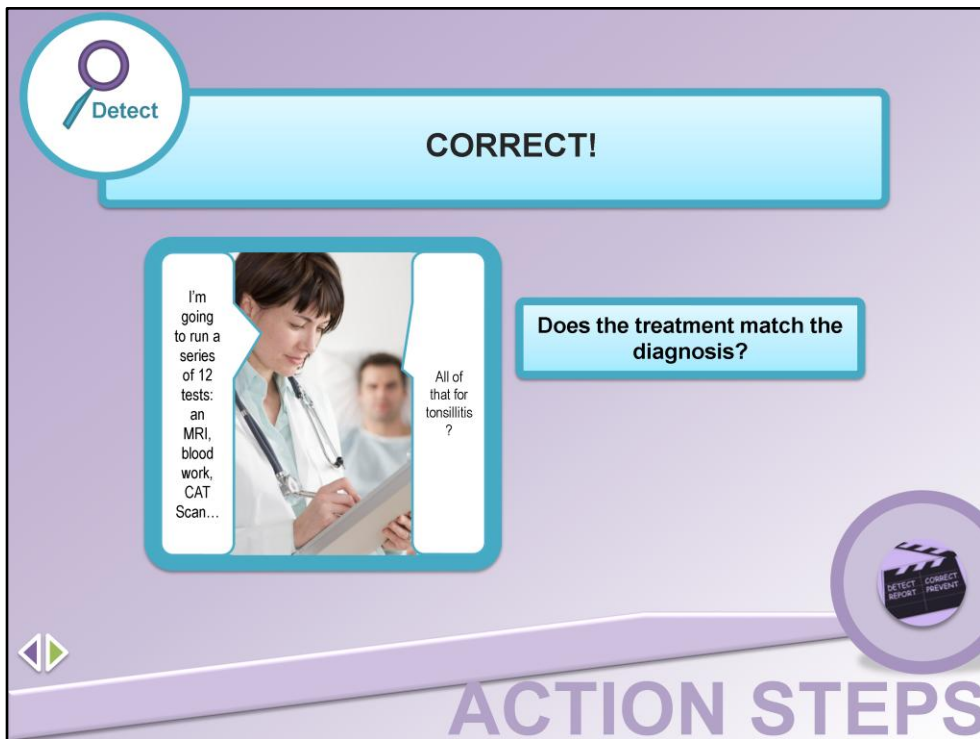 Detect
CORRECT!
I'm
going
to run a
series
of 12
tests:
an
MRI,
blood
work,
CAT
Scan…
All of
that for
tonsillitis
?
Does the treatment match the
diagnosis?
DETECT CORRECT
REPORT PREVENT
ACTION STEPS